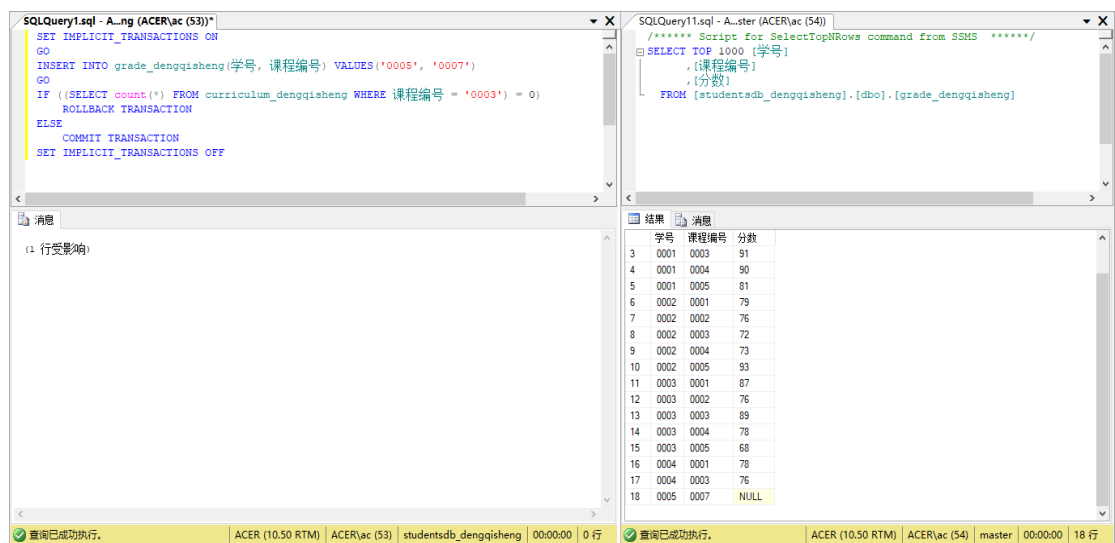 SQLQuery1.sql - A...ng (ACER\ac (53))*
SET IMPLICIT_TRANSACTIONS ON
GO
INSERT INTO grade_dengqisheng(学号, 课程编号) VALUES('0005', '0007')
GO
IF ((SELECT count(*) FROM curriculum_dengqisheng WHERE 课程编号 = '0003') = 0)
ROLLBACK TRANSACTION
ELSE
COMMIT TRANSACTION
SET IMPLICIT_TRANSACTIONS OFF
消息
(1 行受影响)
查询已成功执行。 ACER (10.50 RTM) ACER\ac (53) studentsdb_dengqisheng 00:00:00 0 行
SQLQuery11.sql - A...ster (ACER\ac (54))
/****** Script for SelectTopNRows command from SSMS ******/
SELECT TOP 1000 [学号]
,[课程编号]
,[分数]
FROM [studentsdb_dengqisheng].[dbo].[grade_dengqisheng]
结果 消息
学号 课程编号 分数
3 0001 0003 91
4 0001 0004 90
5 0001 0005 81
6 0002 0001 79
7 0002 0002 76
8 0002 0003 72
9 0002 0004 73
10 0002 0005 93
11 0003 0001 87
12 0003 0002 76
13 0003 0003 89
14 0003 0004 78
15 0003 0005 68
16 0004 0001 78
17 0004 0003 76
18 0005 0007 NULL
查询已成功执行。 ACER (10.50 RTM) ACER\ac (54) master 00:00:00 18 行